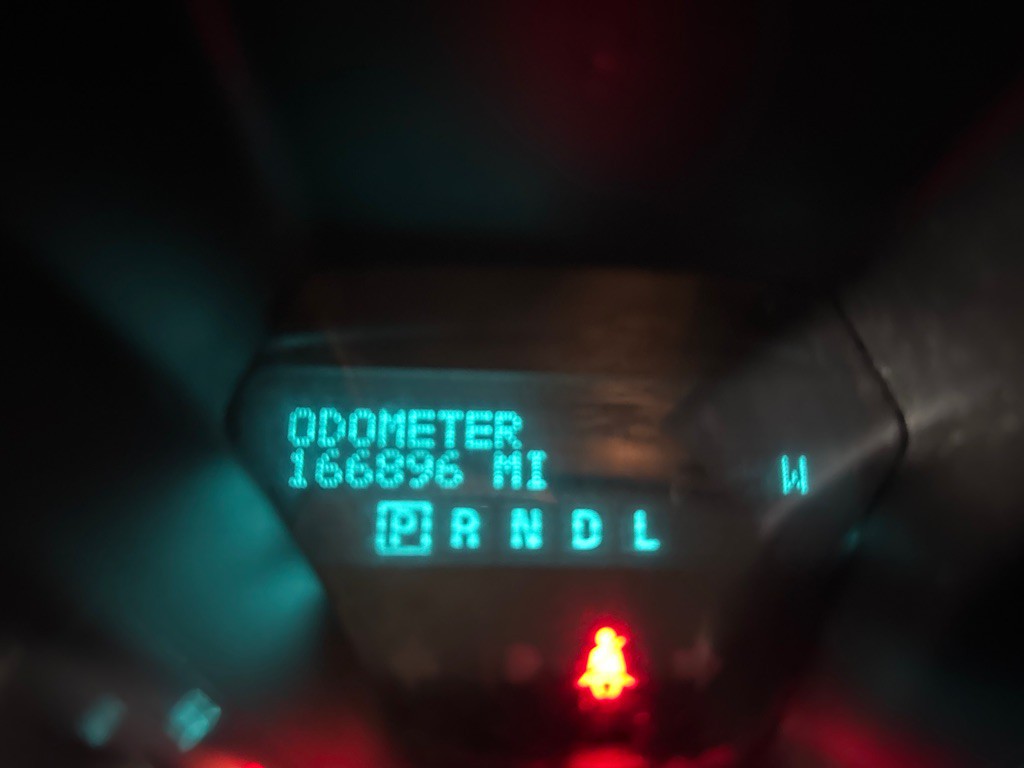 ODOMETER
166896 MI
W
P R N D L